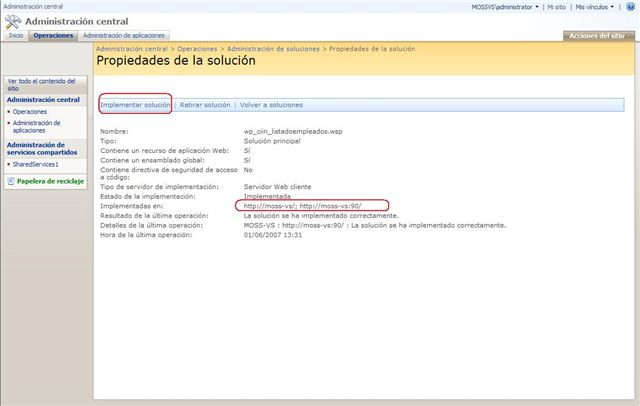 Administración central
MOSSVS\administrator
Mi sitio
Mis vínculos
Administración central
Inicio
Operaciones
Administración de aplicaciones
Acciones del sitio
Administración central > Operaciones > Administración de soluciones > Propiedades de la solución
Propiedades de la solución
Ver todo el contenido del
sitio
Administración central
Operaciones
Administración de
aplicaciones
Administración de
servicios compartidos
SharedServices1
Papelera de reciclaje
Implementar solución | Retirar solución | Volver a soluciones
Nombre: wp_ciin_listadoempleados.wsp
Tipo: Solución principal
Contiene un recurso de aplicación Web: Sí
Contiene un ensamblado global: Sí
Contiene directiva de seguridad de acceso No
a código:
Tipo de servidor de implementación: Servidor Web cliente
Estado de la implementación: Implementada
Implementadas en: http://moss-vs/; http://moss-vs:90/
Resultado de la última operación: La solución se ha implementado correctamente.
Detalles de la última operación: MOSS-VS : http://moss-vs:90/ : La solución se ha implementado correctamente.
Hora de la última operación: 01/06/2007 13:31